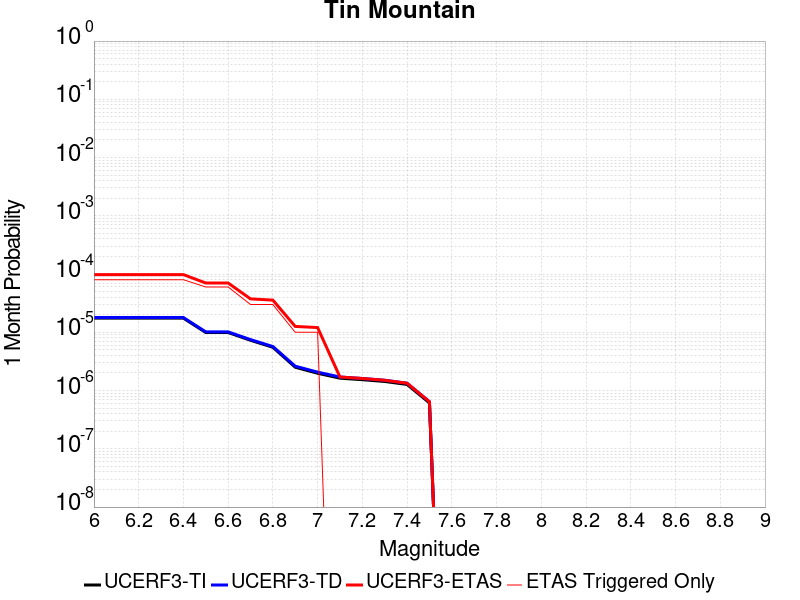 Tin Mountain
1 Month Probability
10^0
10^-1
10^-2
10^-3
10^-4
10^-5
10^-6
10^-7
10^-8
6 6.2 6.4 6.6 6.8 7 7.2 7.4 7.6 7.8 8 8.2 8.4 8.6 8.8 9
Magnitude
UCERF3-TI UCERF3-TD UCERF3-ETAS ETAS Triggered Only